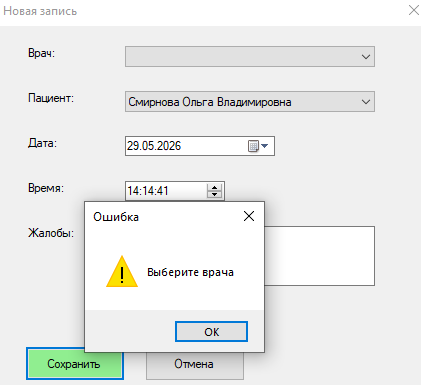 Новая запись
Врач:
Пациент:
Смирнова Ольга Владимировна
Дата:
29.05.2026
Время:
14:14:41
Жалобы:
Ошибка
Выберите врача
OK
Сохранить
Отмена